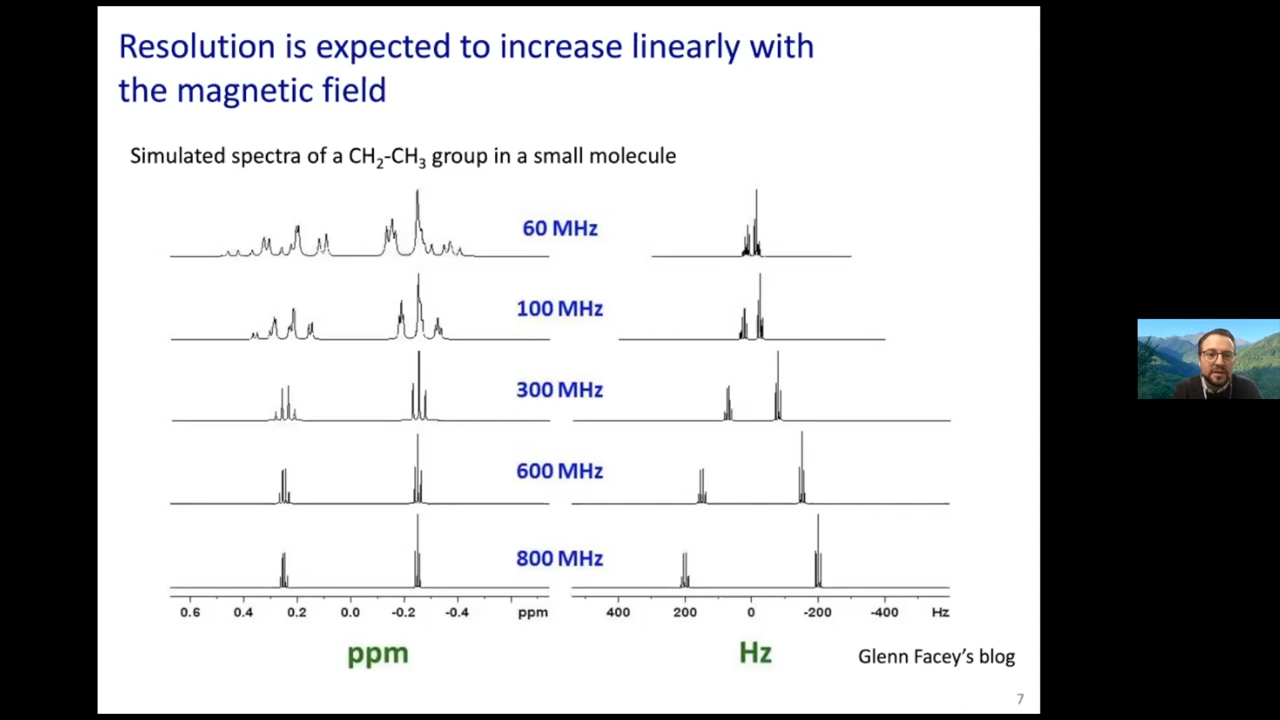 Resolution is expected to increase linearly with
the magnetic field
Simulated spectra of a CH₂-CH₃ group in a small molecule
60 MHz
100 MHz
300 MHz
600 MHz
800 MHz
0.6 0.4 0.2 0.0 -0.2 -0.4 ppm
400 200 0 -200 -400 Hz
ppm
Hz
Glenn Facey's blog
7